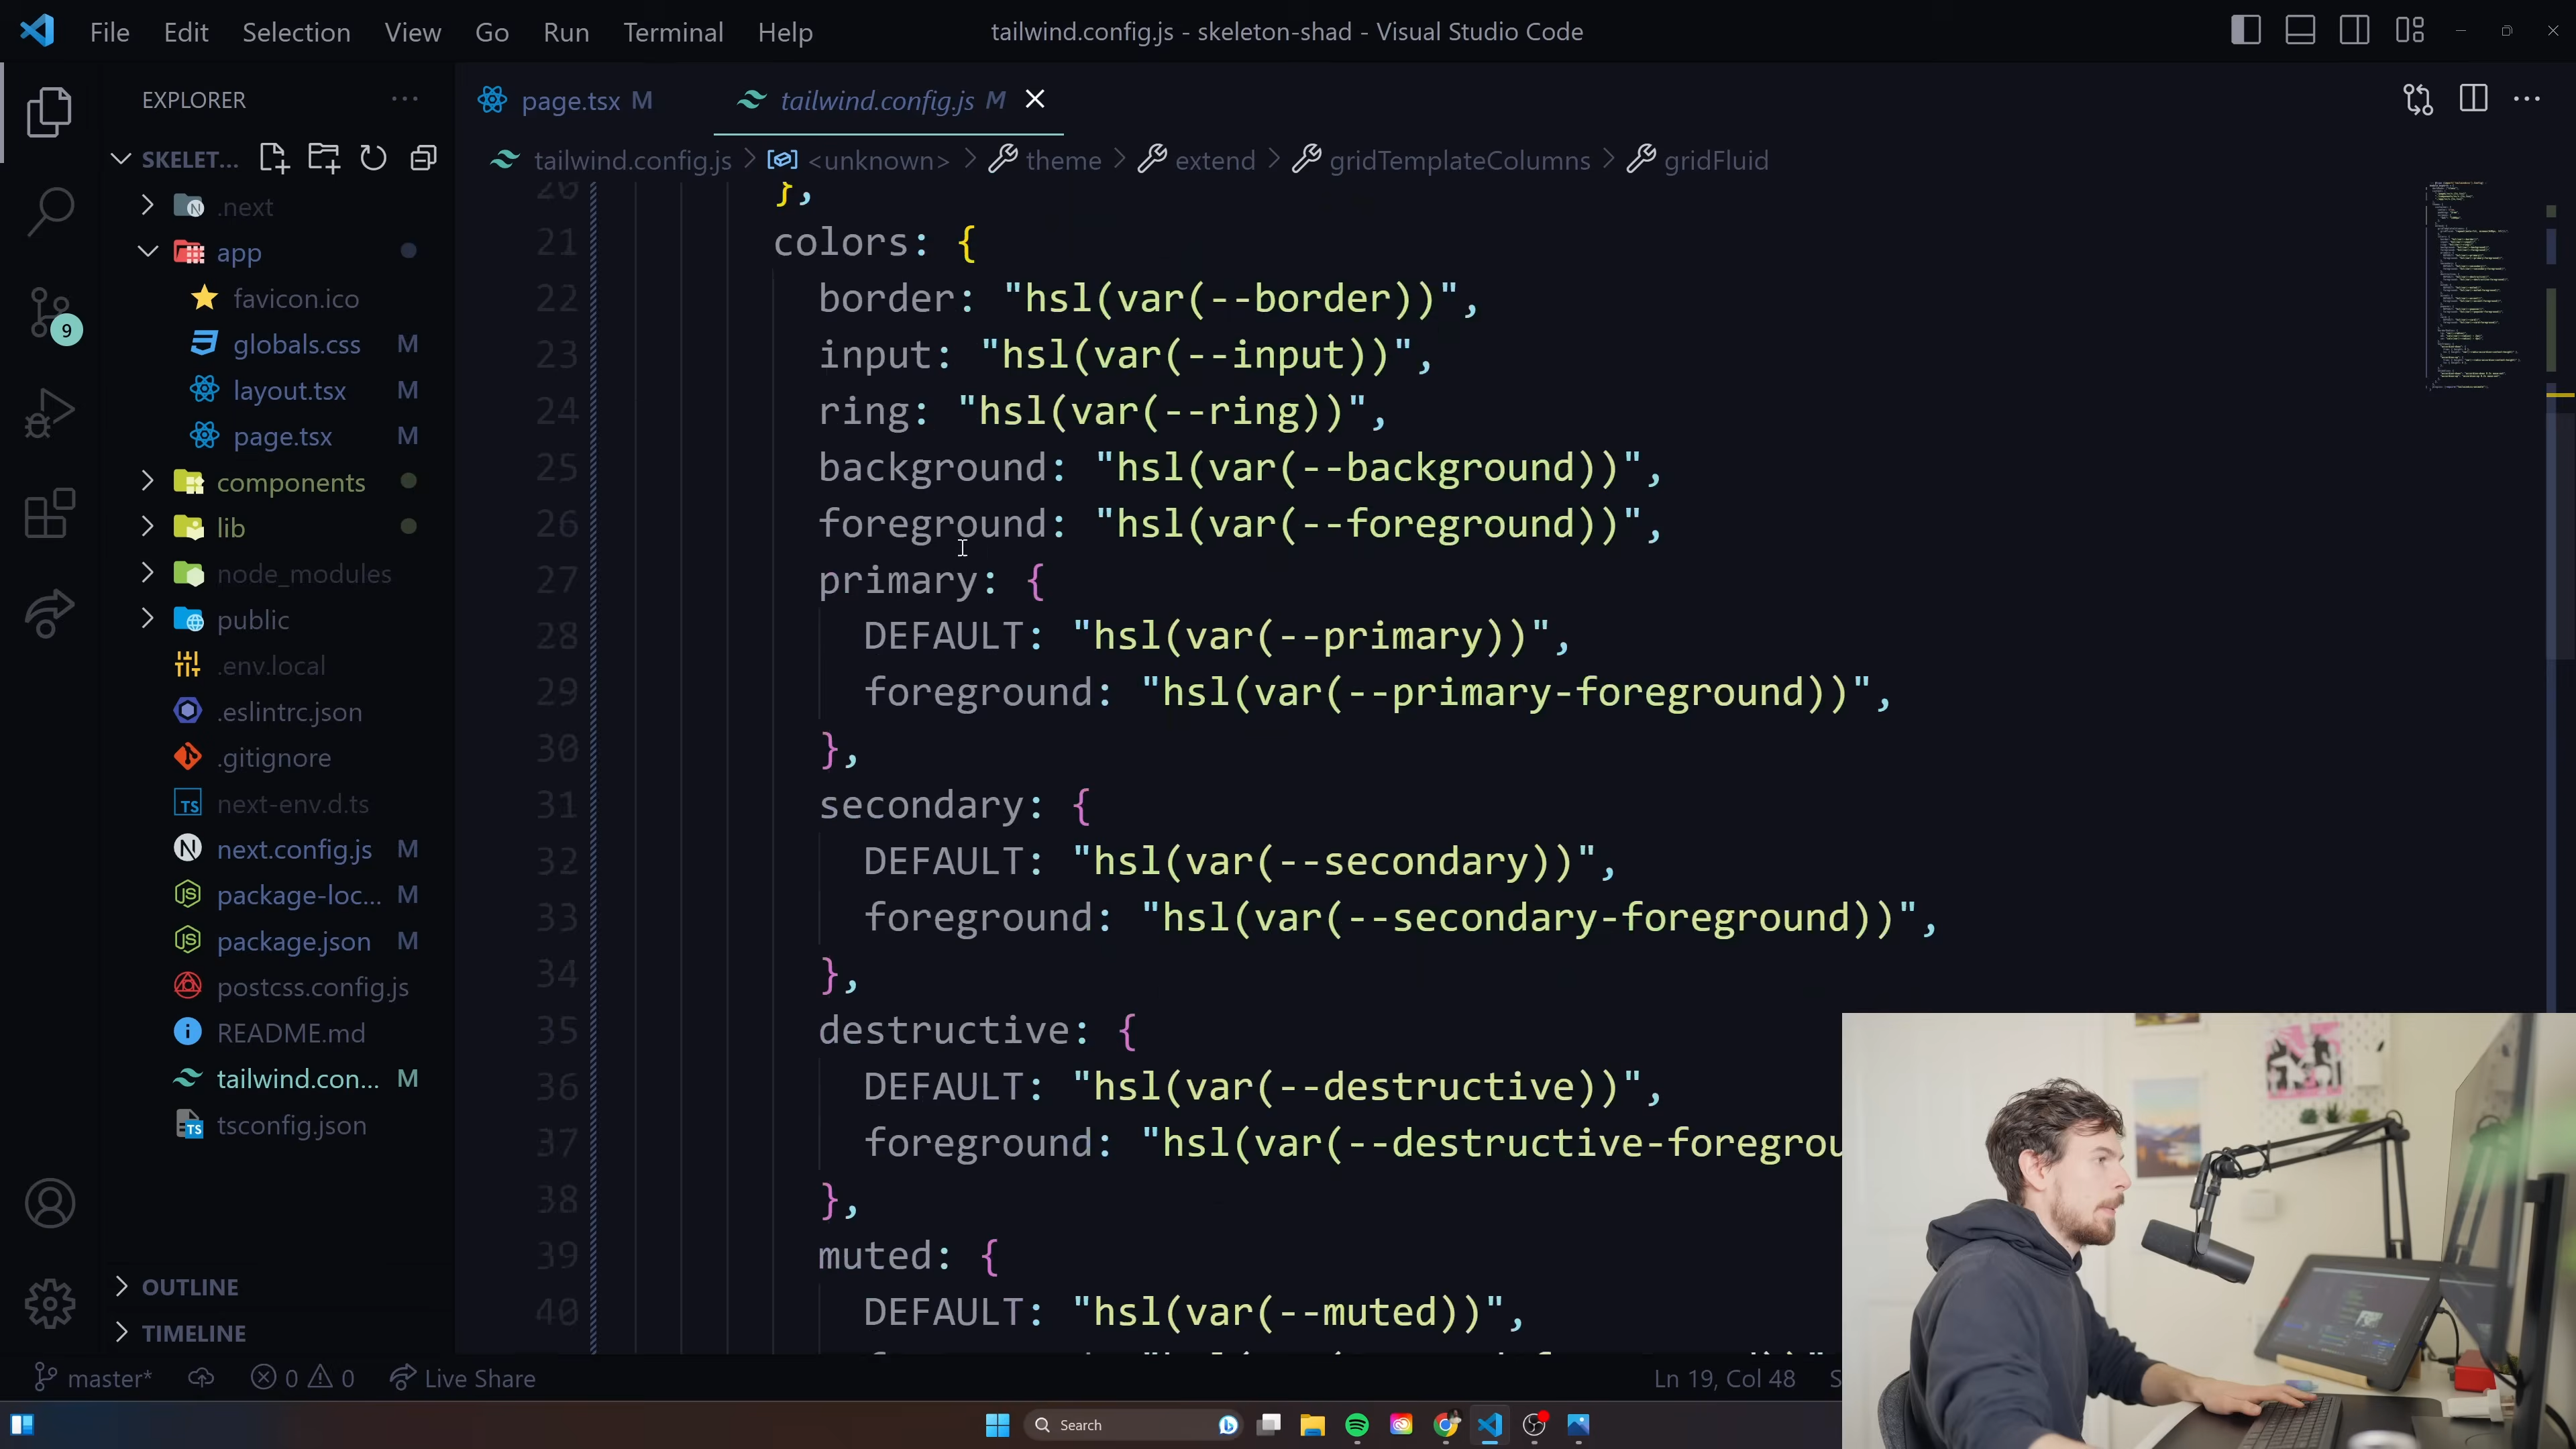 File Edit Selection View Go Run Terminal Help
tailwind.config.js - skeleton-shad - Visual Studio Code
EXPLORER
SKELET...
.next
app
favicon.ico
globals.css M
layout.tsx M
page.tsx M
components
lib
node_modules
public
.env.local
.eslintrc.json
.gitignore
next-env.d.ts
next.config.js M
package-loc... M
package.json M
postcss.config.js
README.md
tailwind.con... M
tsconfig.json
OUTLINE
TIMELINE
9
page.tsx M
tailwind.config.js M
tailwind.config.js > <unknown> > theme > extend > gridTemplateColumns > gridFluid
20 },
21 colors: {
22 border: "hsl(var(--border))",
23 input: "hsl(var(--input))",
24 ring: "hsl(var(--ring))",
25 background: "hsl(var(--background))",
26 foreground: "hsl(var(--foreground))",
27 primary: {
28 DEFAULT: "hsl(var(--primary))",
29 foreground: "hsl(var(--primary-foreground))",
30 },
31 secondary: {
32 DEFAULT: "hsl(var(--secondary))",
33 foreground: "hsl(var(--secondary-foreground))",
34 },
35 destructive: {
36 DEFAULT: "hsl(var(--destructive))",
37 foreground: "hsl(var(--destructive-foregrou
38 },
39 muted: {
40 DEFAULT: "hsl(var(--muted))",
master* 0 0 Live Share
Ln 19, Col 48
Search